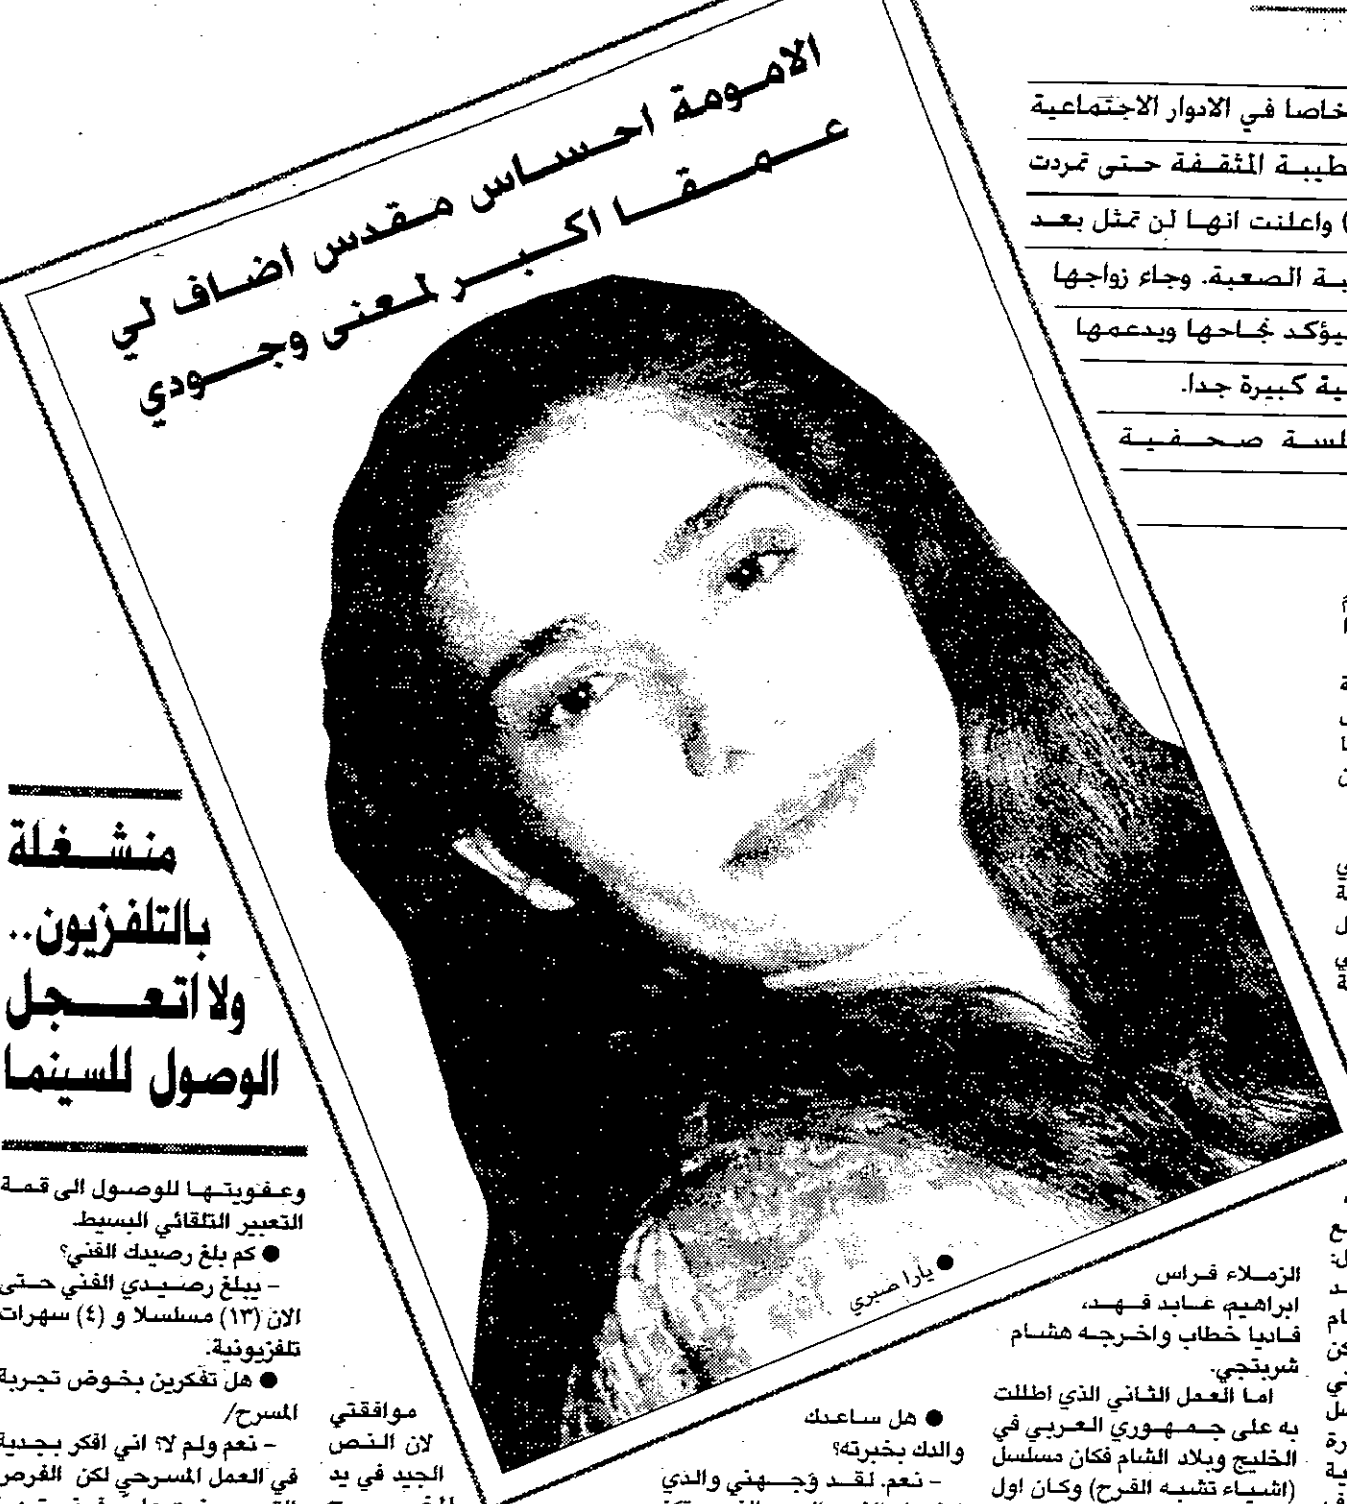 خاصا في الادوار الاجتماعية
طيبة المثقفة حتى تمردت
) واعلنت انها لن تمثل بعد
ية الصعبة. وجاء زواجها
يؤكد نجاحها ويدعمها
ية كبيرة جدا.
لسة صحفية
الامومة احساس مقدس اضاف لي
عمقا اكبر لمعنى وجودي
● يارا صبري
الزملاء فراس
ابراهيم، عابد فهد،
فاديا خطاب واخرجه هشام
شربتجي.
اما العمل الثاني الذي اطللت
به على جمهوري العربي في
الخليج وبلاد الشام فكان مسلسل
(اشياء تشبه الفرح) وكان اول
● هل ساعدك
والدك بخبرته؟
– نعم. لقد وجهني والدي
موافقتي
لان النص
الجيد في يد
منشغلة
بالتلفزيون..
ولا اتعجل
الوصول للسينما
وعفويتها للوصول الى قمة
التعبير التلقائي البسيط.
● كم بلغ رصيدك الفني؟
– يبلغ رصيدي الفني حتى
الان (١٣) مسلسلا و (٤) سهرات
تلفزيونية.
● هل تفكرين بخوض تجربة
المسرح/
– نعم ولم لا؟ اني افكر بجدية
في العمل المسرحي لكن الفرص